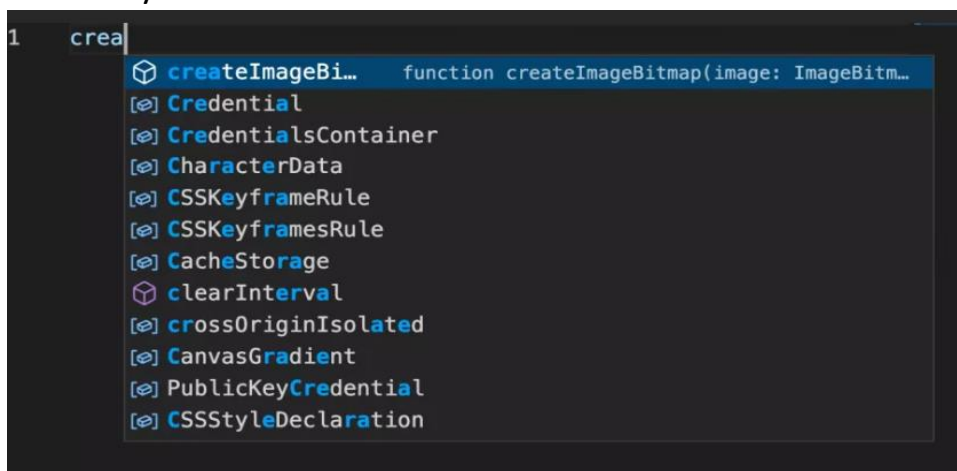 1 crea
createImageBi… function createImageBitmap(image: ImageBitm…
Credential
CredentialsContainer
CharacterData
CSSKeyframeRule
CSSKeyframesRule
CacheStorage
clearInterval
crossOriginIsolated
CanvasGradient
PublicKeyCredential
CSSStyleDeclaration